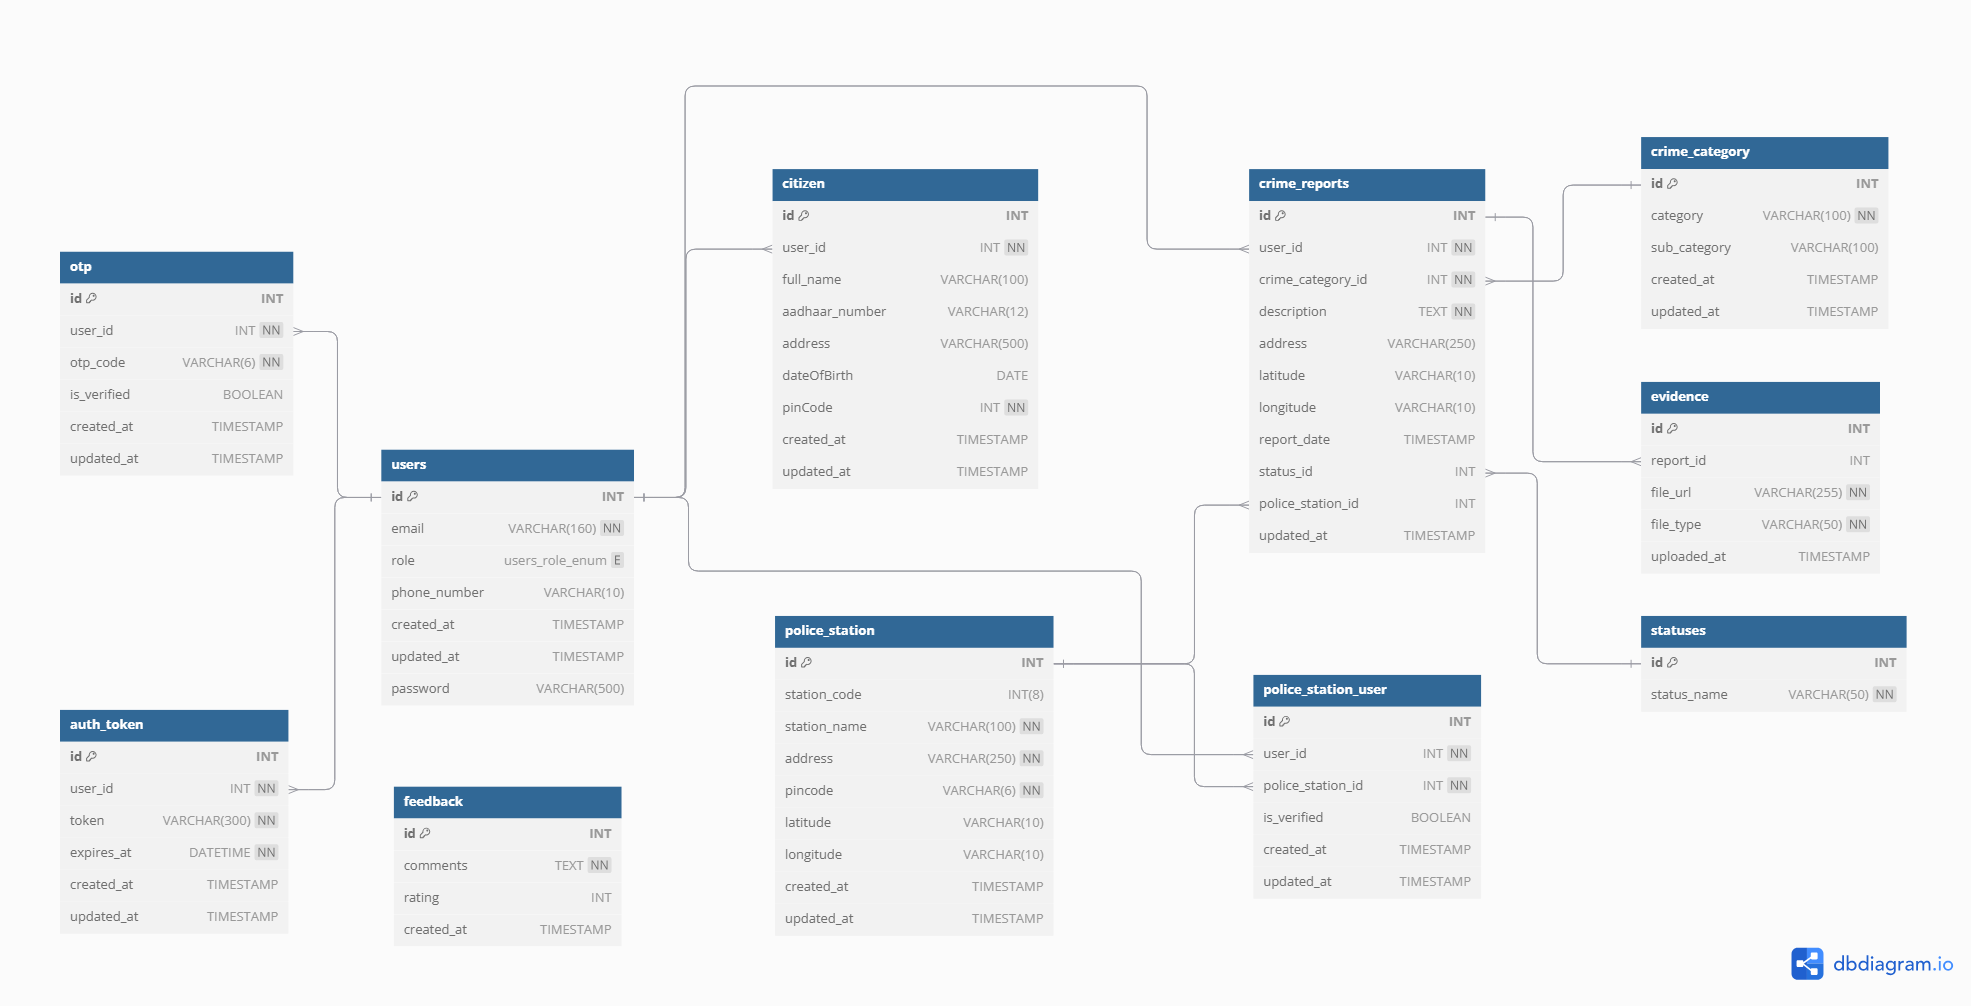 otp
id INT
user_id INT NN
otp_code VARCHAR(6) NN
is_verified BOOLEAN
created_at TIMESTAMP
updated_at TIMESTAMP
auth_token
id INT
user_id INT NN
token VARCHAR(300) NN
expires_at DATETIME NN
created_at TIMESTAMP
updated_at TIMESTAMP
users
id INT
email VARCHAR(160) NN
role users_role_enum E
phone_number VARCHAR(10)
created_at TIMESTAMP
updated_at TIMESTAMP
password VARCHAR(500)
feedback
id INT
comments TEXT NN
rating INT
created_at TIMESTAMP
citizen
id INT
user_id INT NN
full_name VARCHAR(100)
aadhaar_number VARCHAR(12)
address VARCHAR(500)
dateOfBirth DATE
pinCode INT NN
created_at TIMESTAMP
updated_at TIMESTAMP
police_station
id INT
station_code INT(8)
station_name VARCHAR(100) NN
address VARCHAR(250) NN
pincode VARCHAR(6) NN
latitude VARCHAR(10)
longitude VARCHAR(10)
created_at TIMESTAMP
updated_at TIMESTAMP
crime_reports
id INT
user_id INT NN
crime_category_id INT NN
description TEXT NN
address VARCHAR(250)
latitude VARCHAR(10)
longitude VARCHAR(10)
report_date TIMESTAMP
status_id INT
police_station_id INT
updated_at TIMESTAMP
police_station_user
id INT
user_id INT NN
police_station_id INT NN
is_verified BOOLEAN
created_at TIMESTAMP
updated_at TIMESTAMP
crime_category
id INT
category VARCHAR(100) NN
sub_category VARCHAR(100)
created_at TIMESTAMP
updated_at TIMESTAMP
evidence
id INT
report_id INT
file_url VARCHAR(255) NN
file_type VARCHAR(50) NN
uploaded_at TIMESTAMP
statuses
id INT
status_name VARCHAR(50) NN
dbdiagram.io